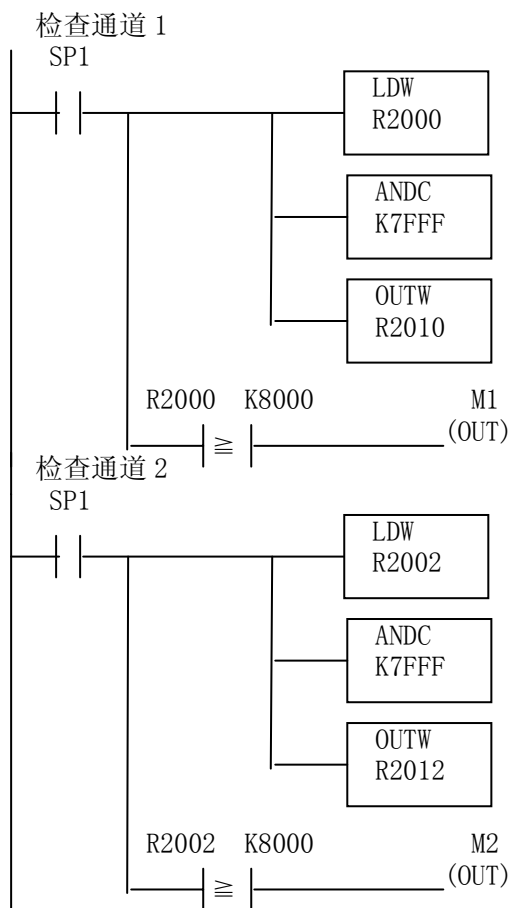 检查通道 1
SP1
LDW
R2000
ANDC
K7FFF
OUTW
R2010
R2000 K8000 M1
≧ (OUT)
检查通道 2
SP1
LDW
R2002
ANDC
K7FFF
OUTW
R2012
R2002 K8000 M2
≧ (OUT)